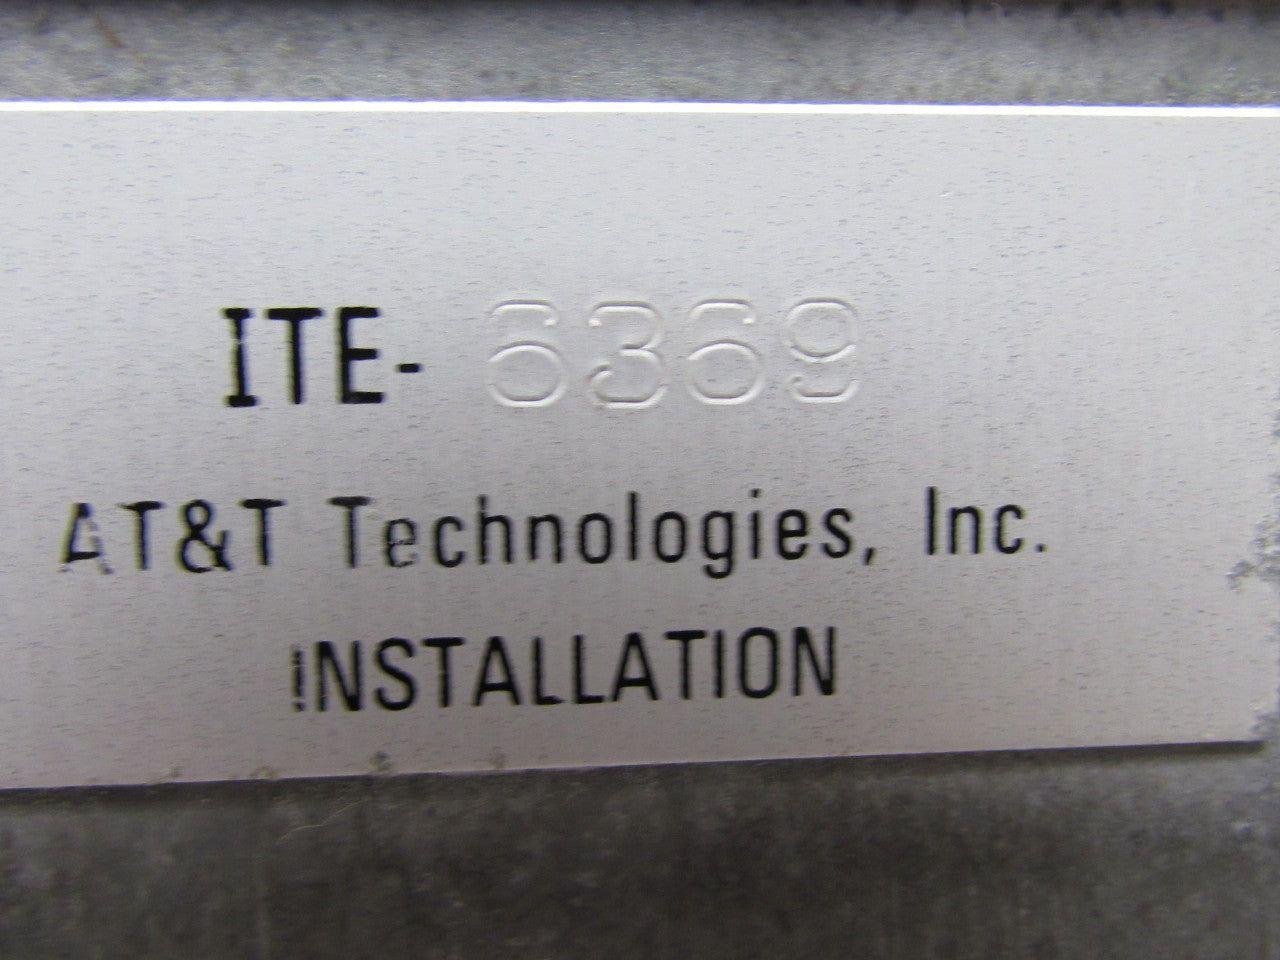 ITE- 6369
AT&T Technologies, Inc.
INSTALLATION